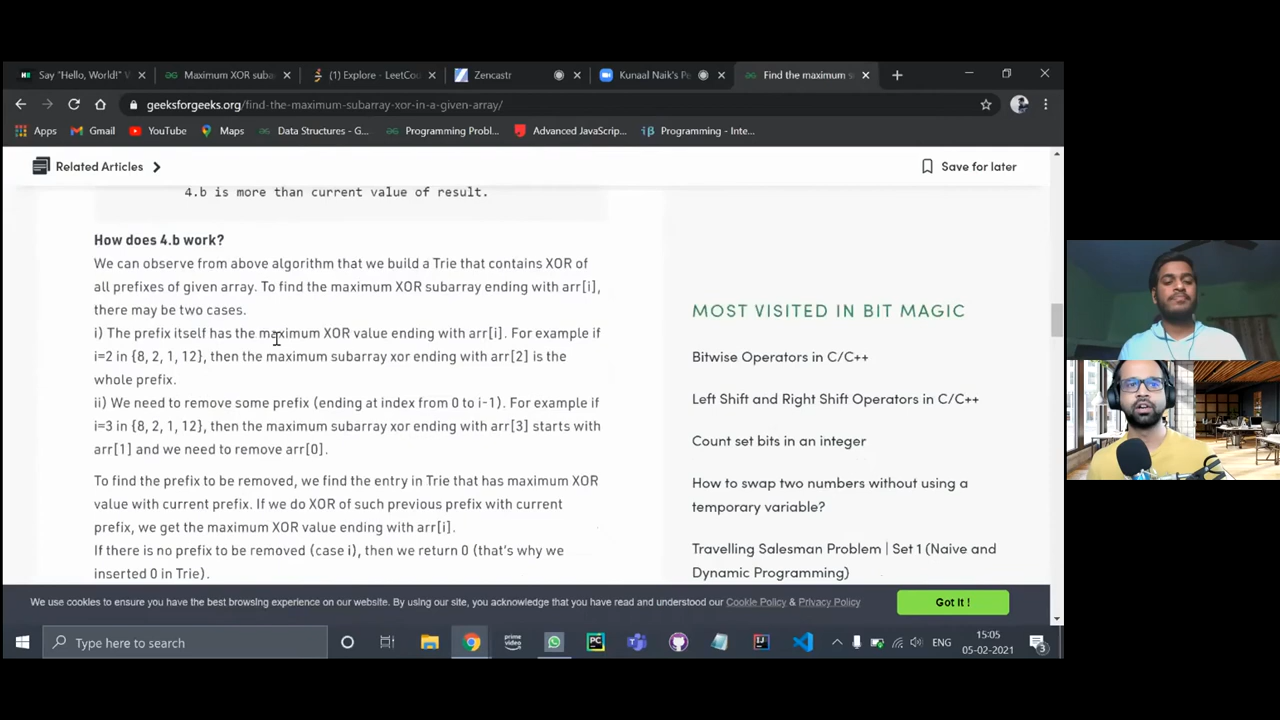 Say "Hello, World!" W
Maximum XOR suba
(1) Explore - LeetCo
Zencastr
Kunaal Naik's Pe
Find the maximum s
geeksforgeeks.org/find-the-maximum-subarray-xor-in-a-given-array/
Apps
Gmail
YouTube
Maps
Data Structures - G...
Programming Probl...
Advanced JavaScrip...
Programming - Inte...
Related Articles
Save for later
4.b is more than current value of result.
How does 4.b work?
We can observe from above algorithm that we build a Trie that contains XOR of
all prefixes of given array. To find the maximum XOR subarray ending with arr[i],
there may be two cases.
i) The prefix itself has the maximum XOR value ending with arr[i]. For example if
i=2 in {8, 2, 1, 12}, then the maximum subarray xor ending with arr[2] is the
whole prefix.
ii) We need to remove some prefix (ending at index from 0 to i-1). For example if
i=3 in {8, 2, 1, 12}, then the maximum subarray xor ending with arr[3] starts with
arr[1] and we need to remove arr[0].
To find the prefix to be removed, we find the entry in Trie that has maximum XOR
value with current prefix. If we do XOR of such previous prefix with current
prefix, we get the maximum XOR value ending with arr[i].
If there is no prefix to be removed (case i), then we return 0 (that's why we
inserted 0 in Trie).
MOST VISITED IN BIT MAGIC
Bitwise Operators in C/C++
Left Shift and Right Shift Operators in C/C++
Count set bits in an integer
How to swap two numbers without using a
temporary variable?
Travelling Salesman Problem | Set 1 (Naive and
Dynamic Programming)
We use cookies to ensure you have the best browsing experience on our website. By using our site, you acknowledge that you have read and understood our Cookie Policy & Privacy Policy
Got It !
Type here to search
prime
video
PC
ENG
15:05
05-02-2021
3